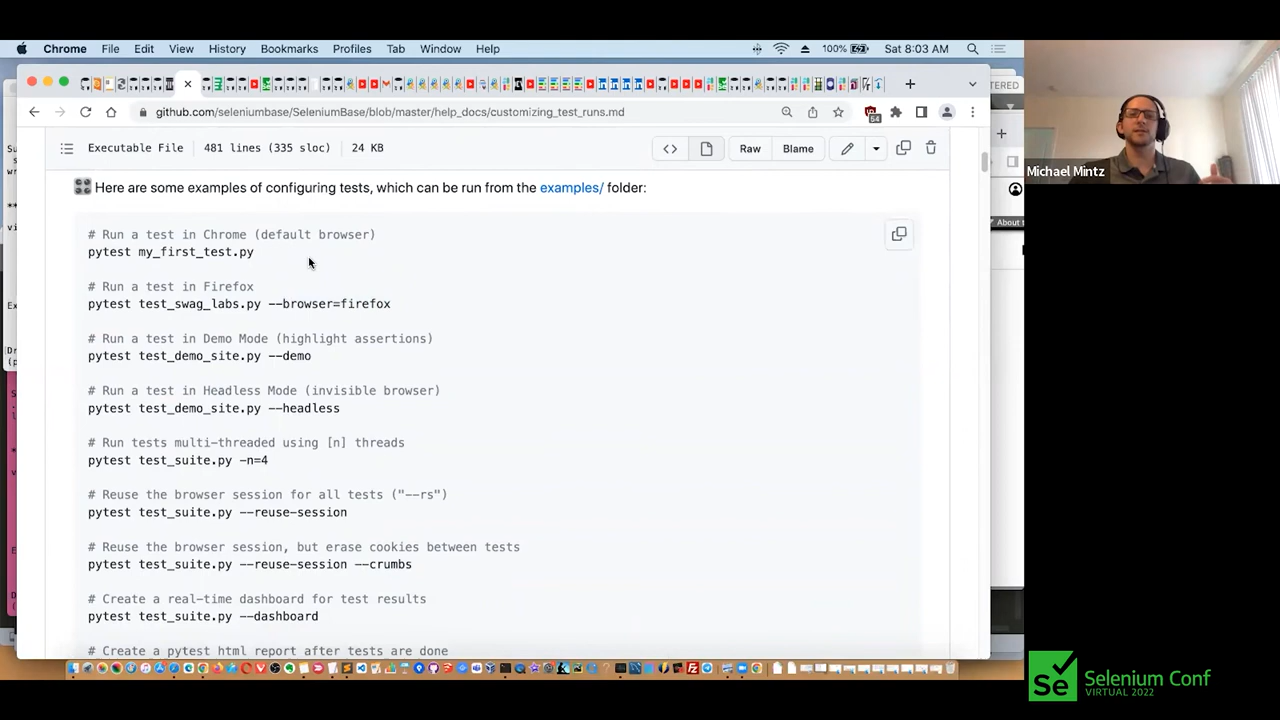 Chrome File Edit View History Bookmarks Profiles Tab Window Help 100% Sat 8:03 AM
github.com/seleniumbase/SeleniumBase/blob/master/help_docs/customizing_test_runs.md
54
TERED
Executable File 481 lines (335 sloc) 24 KB
Raw Blame
Michael Mintz
Here are some examples of configuring tests, which can be run from the examples/ folder:
About t
# Run a test in Chrome (default browser)
pytest my_first_test.py
# Run a test in Firefox
pytest test_swag_labs.py --browser=firefox
# Run a test in Demo Mode (highlight assertions)
pytest test_demo_site.py --demo
# Run a test in Headless Mode (invisible browser)
pytest test_demo_site.py --headless
# Run tests multi-threaded using [n] threads
pytest test_suite.py -n=4
# Reuse the browser session for all tests ("--rs")
pytest test_suite.py --reuse-session
# Reuse the browser session, but erase cookies between tests
pytest test_suite.py --reuse-session --crumbs
# Create a real-time dashboard for test results
pytest test_suite.py --dashboard
# Create a pytest html report after tests are done
Se Selenium Conf
VIRTUAL 2022